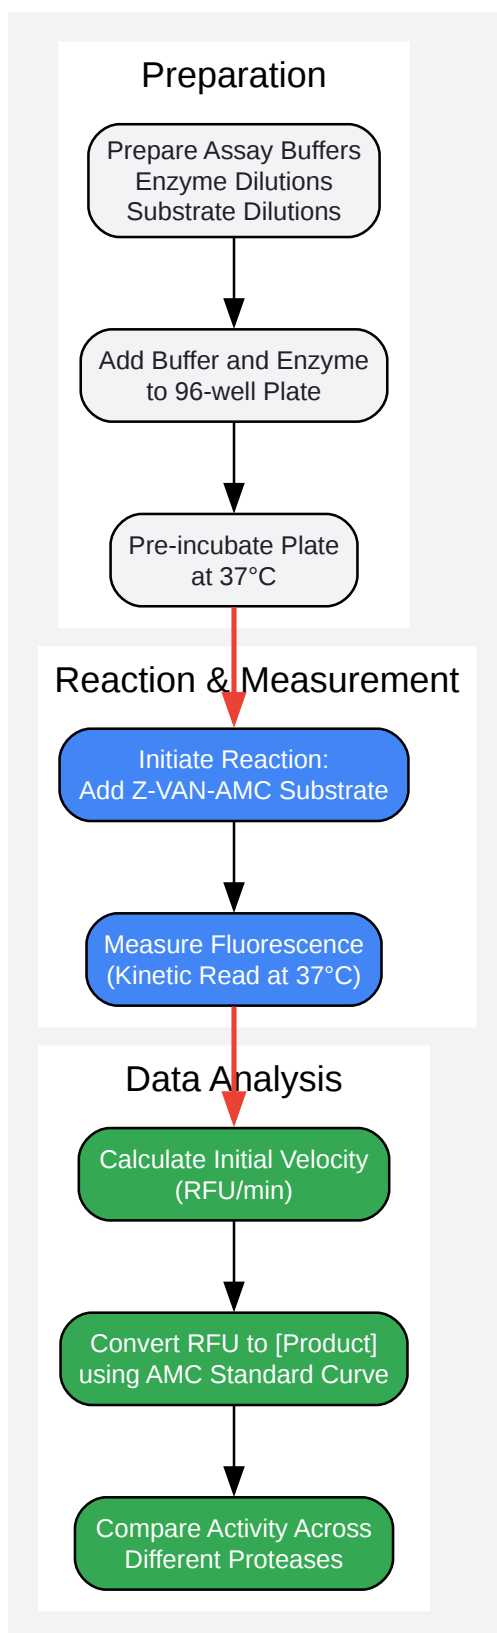 Preparation
Prepare Assay Buffers
Enzyme Dilutions
Substrate Dilutions
Add Buffer and Enzyme
to 96-well Plate
Pre-incubate Plate
at 37°C
Reaction & Measurement
Initiate Reaction:
Add Z-VAN-AMC Substrate
Measure Fluorescence
(Kinetic Read at 37°C)
Data Analysis
Calculate Initial Velocity
(RFU/min)
Convert RFU to [Product]
using AMC Standard Curve
Compare Activity Across
Different Proteases